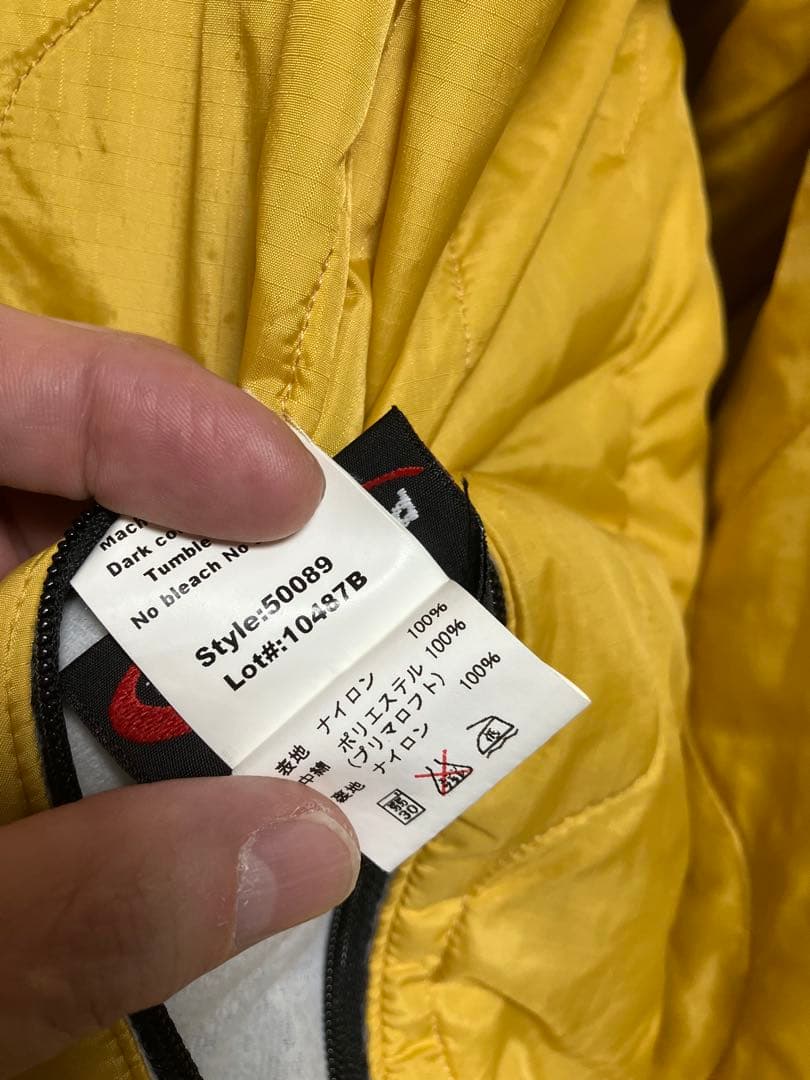 Dark
Tumble
No bleach No
Style:50089
Lot#:10487B
表地 ナイロン 100%
中綿 ポリエステル 100%
(プリマロフト)
裏地 ナイロン 100%
30